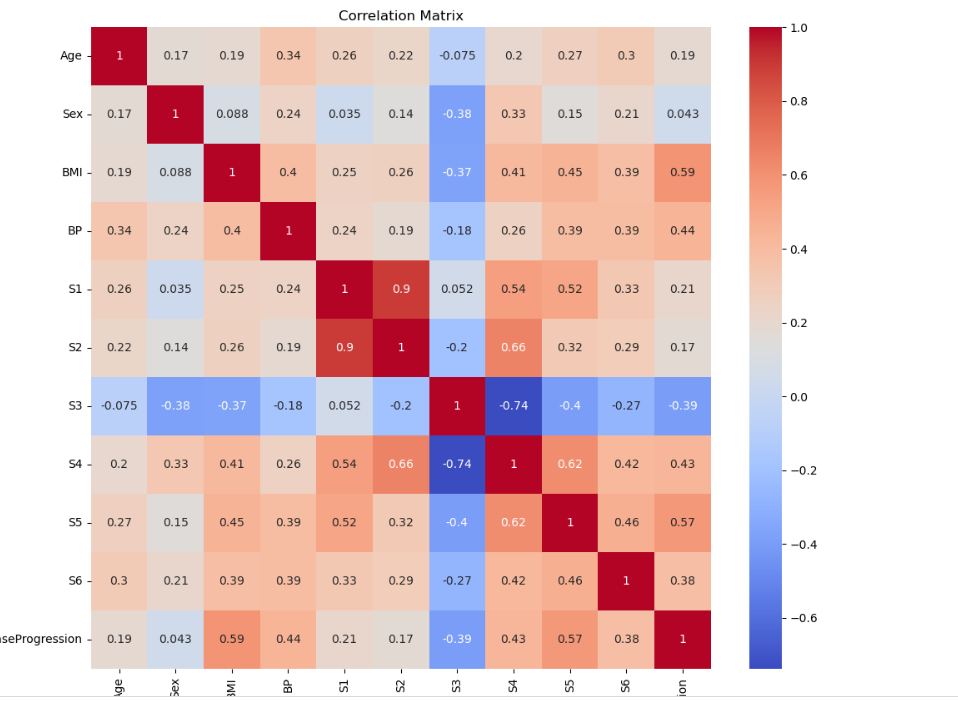 Correlation Matrix
Age 1 0.17 0.19 0.34 0.26 0.22 -0.075 0.2 0.27 0.3 0.19
Sex 0.17 1 0.088 0.24 0.035 0.14 -0.38 0.33 0.15 0.21 0.043
BMI 0.19 0.088 1 0.4 0.25 0.26 -0.37 0.41 0.45 0.39 0.59
BP 0.34 0.24 0.4 1 0.24 0.19 -0.18 0.26 0.39 0.39 0.44
S1 0.26 0.035 0.25 0.24 1 0.9 0.052 0.54 0.52 0.33 0.21
S2 0.22 0.14 0.26 0.19 0.9 1 -0.2 0.66 0.32 0.29 0.17
S3 -0.075 -0.38 -0.37 -0.18 0.052 -0.2 1 -0.74 -0.4 -0.27 -0.39
S4 0.2 0.33 0.41 0.26 0.54 0.66 -0.74 1 0.62 0.42 0.43
S5 0.27 0.15 0.45 0.39 0.52 0.32 -0.4 0.62 1 0.46 0.57
S6 0.3 0.21 0.39 0.39 0.33 0.29 -0.27 0.42 0.46 1 0.38
aseProgression 0.19 0.043 0.59 0.44 0.21 0.17 -0.39 0.43 0.57 0.38 1
Age Sex BMI BP S1 S2 S3 S4 S5 S6 ion
1.0
0.8
0.6
0.4
0.2
0.0
−0.2
−0.4
−0.6